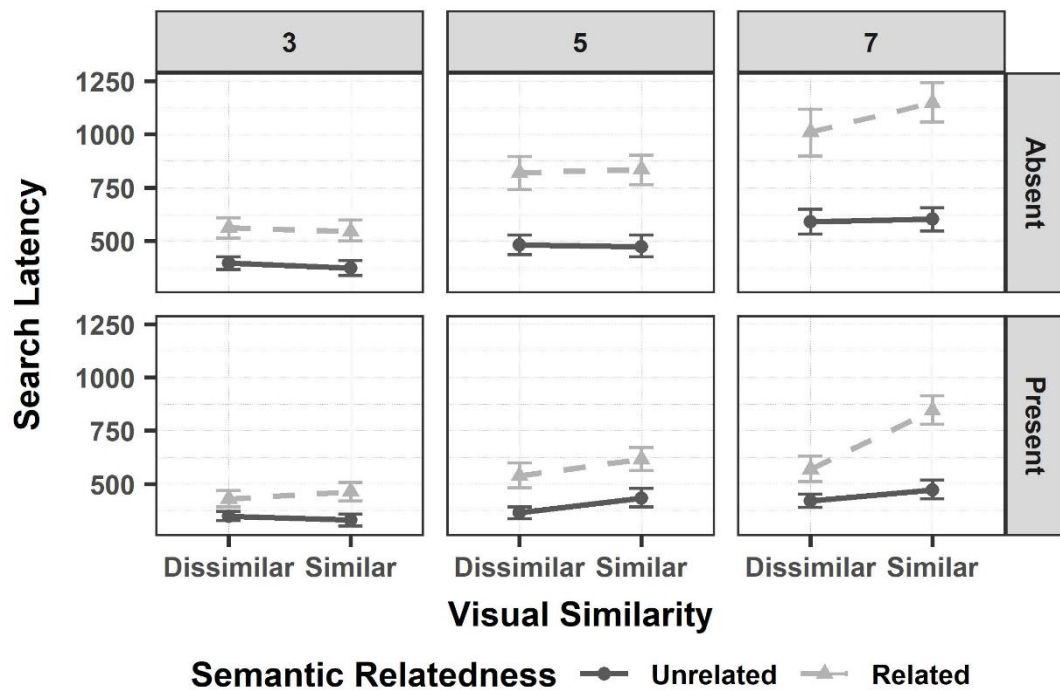 3 5 7
1250
1000
750
500
Absent
1250
1000
750
500
Present
Search Latency
Dissimilar Similar Dissimilar Similar Dissimilar Similar
Visual Similarity
Semantic Relatedness Unrelated Related